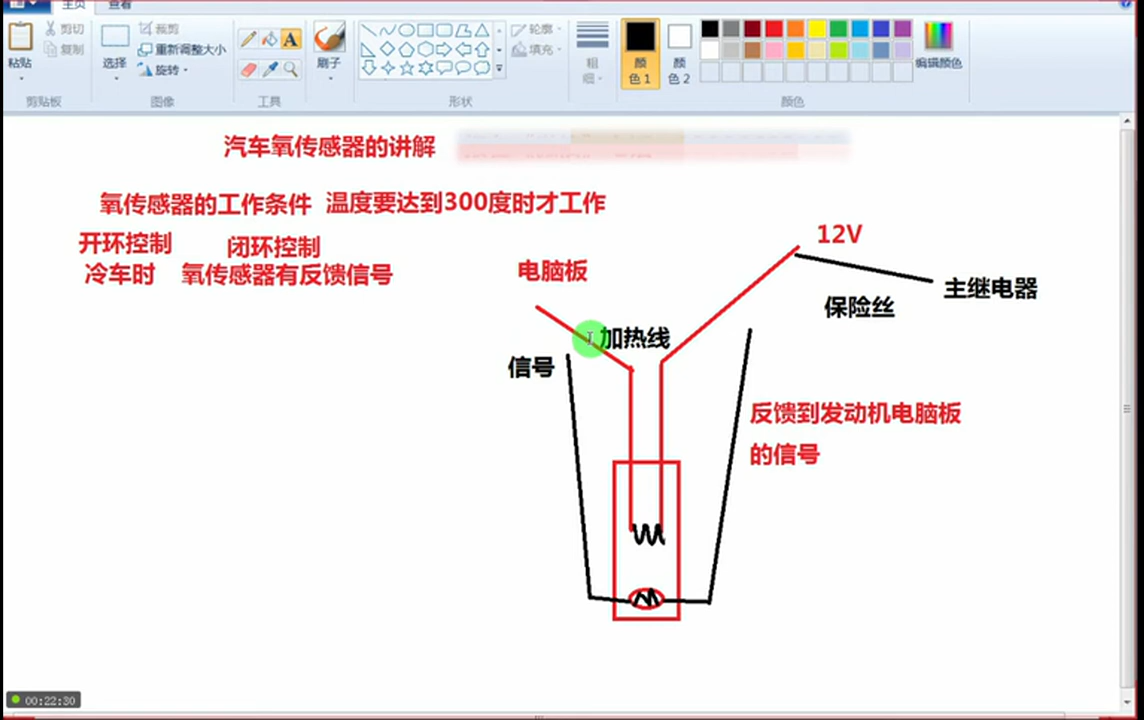 主页 查看
剪切
复制
粘贴
剪贴板
选择
裁剪
重新调整大小
旋转
图像
A
工具
刷子
轮廓
填充
形状
粗细
颜色1
颜色2
颜色
编辑颜色
汽车氧传感器的讲解
氧传感器的工作条件 温度要达到300度时才工作
开环控制 闭环控制
冷车时 氧传感器有反馈信号
电脑板
12V
主继电器
保险丝
加热线
信号
反馈到发动机电脑板
的信号
00:22:30